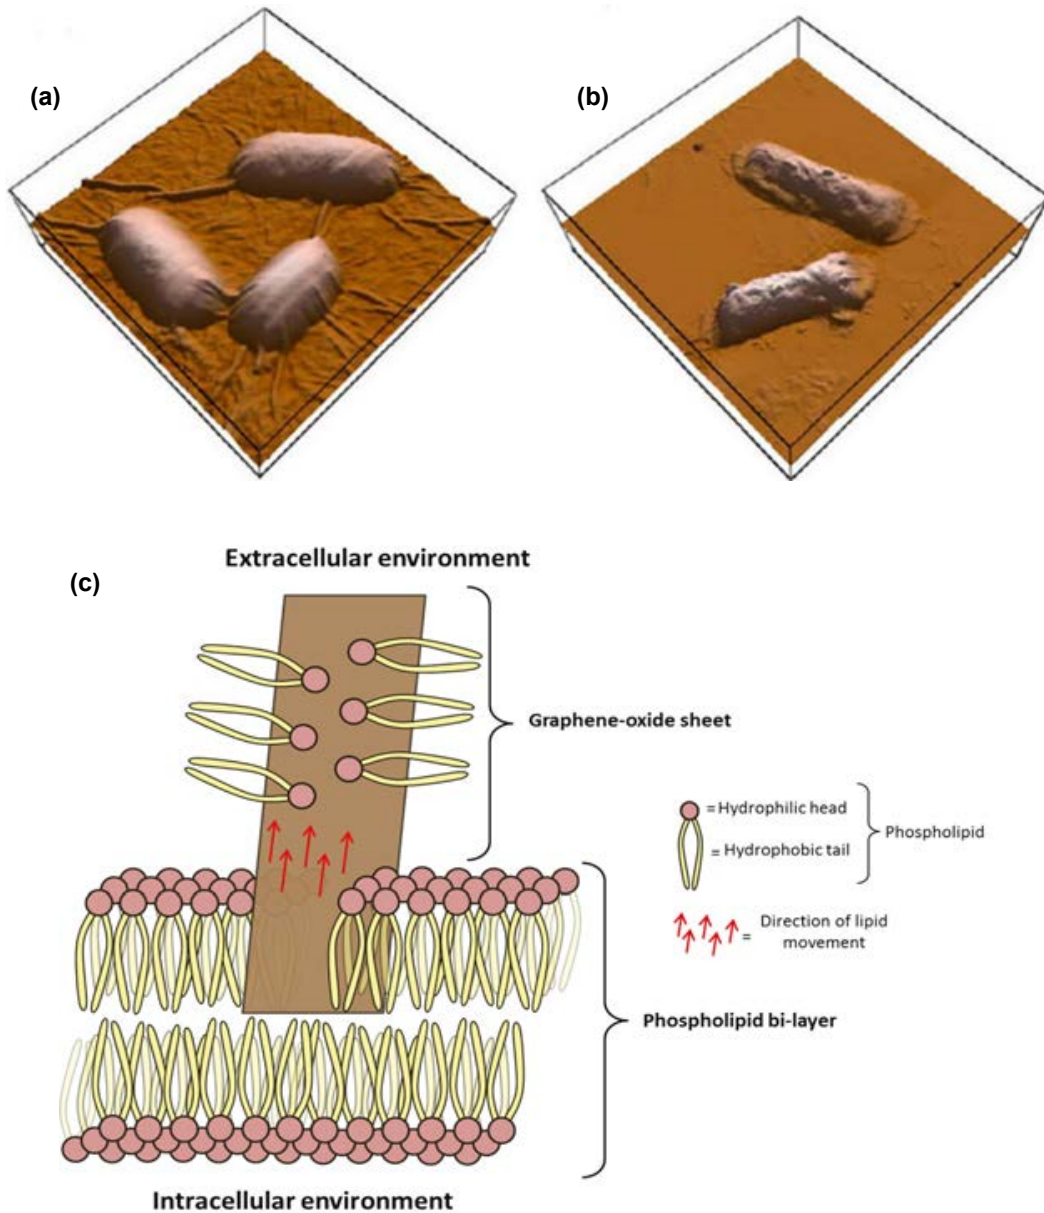 (a)
(b)
Extracellular environment
(c)
Graphene-oxide sheet
= Hydrophilic head
Phospholipid
= Hydrophobic tail
= Direction of lipid
movement
Phospholipid bi-layer
Intracellular environment